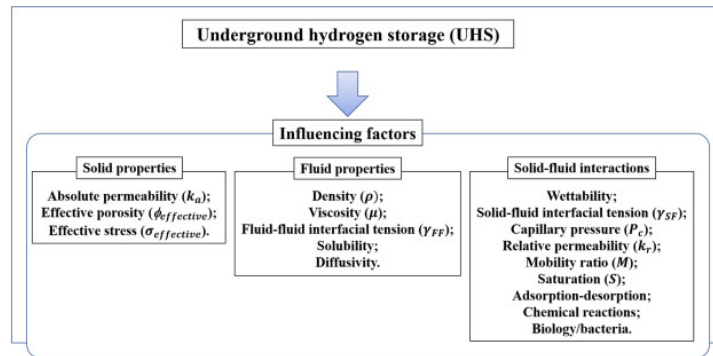 Underground hydrogen storage (UHS)
Influencing factors
Solid properties
Absolute permeability (kₐ);
Effective porosity (ϕ_effective);
Effective stress (σ_effective).
Fluid properties
Density (ρ);
Viscosity (μ);
Fluid-fluid interfacial tension (γ_FF);
Solubility;
Diffusivity.
Solid-fluid interactions
Wettability;
Solid-fluid interfacial tension (γ_SF);
Capillary pressure (P_c);
Relative permeability (k_r);
Mobility ratio (M);
Saturation (S);
Adsorption-desorption;
Chemical reactions;
Biology/bacteria.